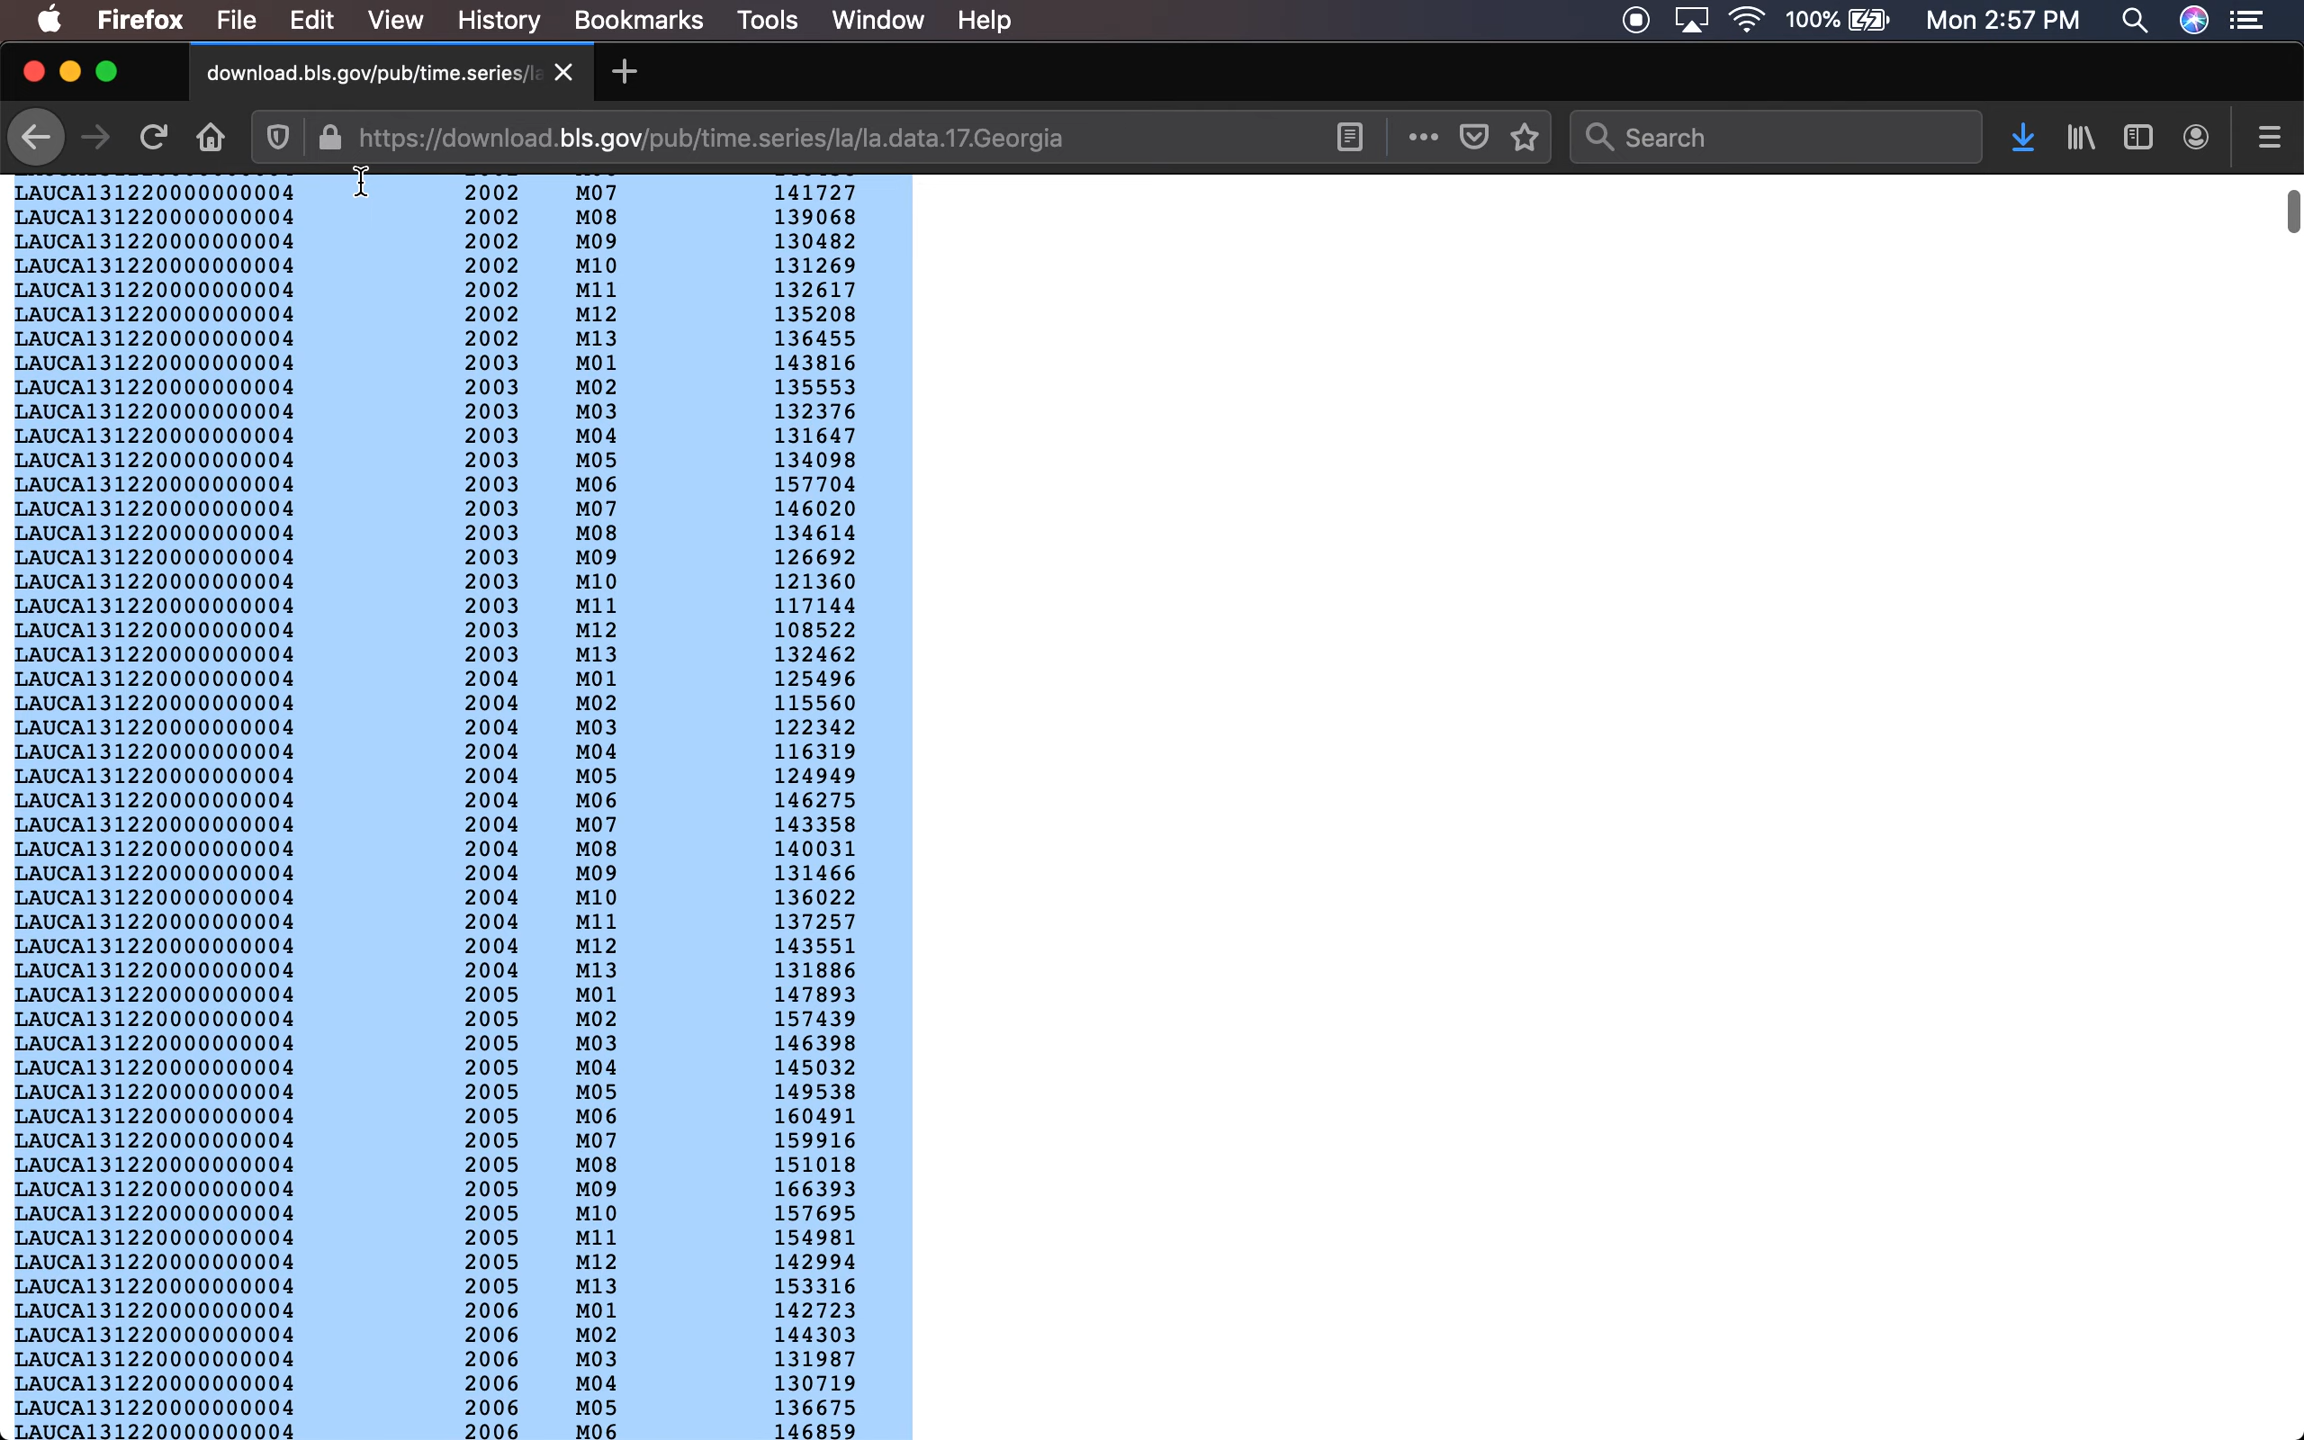 Firefox File Edit View History Bookmarks Tools Window Help 100% Mon 2:57 PM
download.bls.gov/pub/time.series/la
https://download.bls.gov/pub/time.series/la/la.data.17.Georgia Search
LAUCA131220000000004 2002 M07 141727
LAUCA131220000000004 2002 M08 139068
LAUCA131220000000004 2002 M09 130482
LAUCA131220000000004 2002 M10 131269
LAUCA131220000000004 2002 M11 132617
LAUCA131220000000004 2002 M12 135208
LAUCA131220000000004 2002 M13 136455
LAUCA131220000000004 2003 M01 143816
LAUCA131220000000004 2003 M02 135553
LAUCA131220000000004 2003 M03 132376
LAUCA131220000000004 2003 M04 131647
LAUCA131220000000004 2003 M05 134098
LAUCA131220000000004 2003 M06 157704
LAUCA131220000000004 2003 M07 146020
LAUCA131220000000004 2003 M08 134614
LAUCA131220000000004 2003 M09 126692
LAUCA131220000000004 2003 M10 121360
LAUCA131220000000004 2003 M11 117144
LAUCA131220000000004 2003 M12 108522
LAUCA131220000000004 2003 M13 132462
LAUCA131220000000004 2004 M01 125496
LAUCA131220000000004 2004 M02 115560
LAUCA131220000000004 2004 M03 122342
LAUCA131220000000004 2004 M04 116319
LAUCA131220000000004 2004 M05 124949
LAUCA131220000000004 2004 M06 146275
LAUCA131220000000004 2004 M07 143358
LAUCA131220000000004 2004 M08 140031
LAUCA131220000000004 2004 M09 131466
LAUCA131220000000004 2004 M10 136022
LAUCA131220000000004 2004 M11 137257
LAUCA131220000000004 2004 M12 143551
LAUCA131220000000004 2004 M13 131886
LAUCA131220000000004 2005 M01 147893
LAUCA131220000000004 2005 M02 157439
LAUCA131220000000004 2005 M03 146398
LAUCA131220000000004 2005 M04 145032
LAUCA131220000000004 2005 M05 149538
LAUCA131220000000004 2005 M06 160491
LAUCA131220000000004 2005 M07 159916
LAUCA131220000000004 2005 M08 151018
LAUCA131220000000004 2005 M09 166393
LAUCA131220000000004 2005 M10 157695
LAUCA131220000000004 2005 M11 154981
LAUCA131220000000004 2005 M12 142994
LAUCA131220000000004 2005 M13 153316
LAUCA131220000000004 2006 M01 142723
LAUCA131220000000004 2006 M02 144303
LAUCA131220000000004 2006 M03 131987
LAUCA131220000000004 2006 M04 130719
LAUCA131220000000004 2006 M05 136675
LAUCA131220000000004 2006 M06 146859